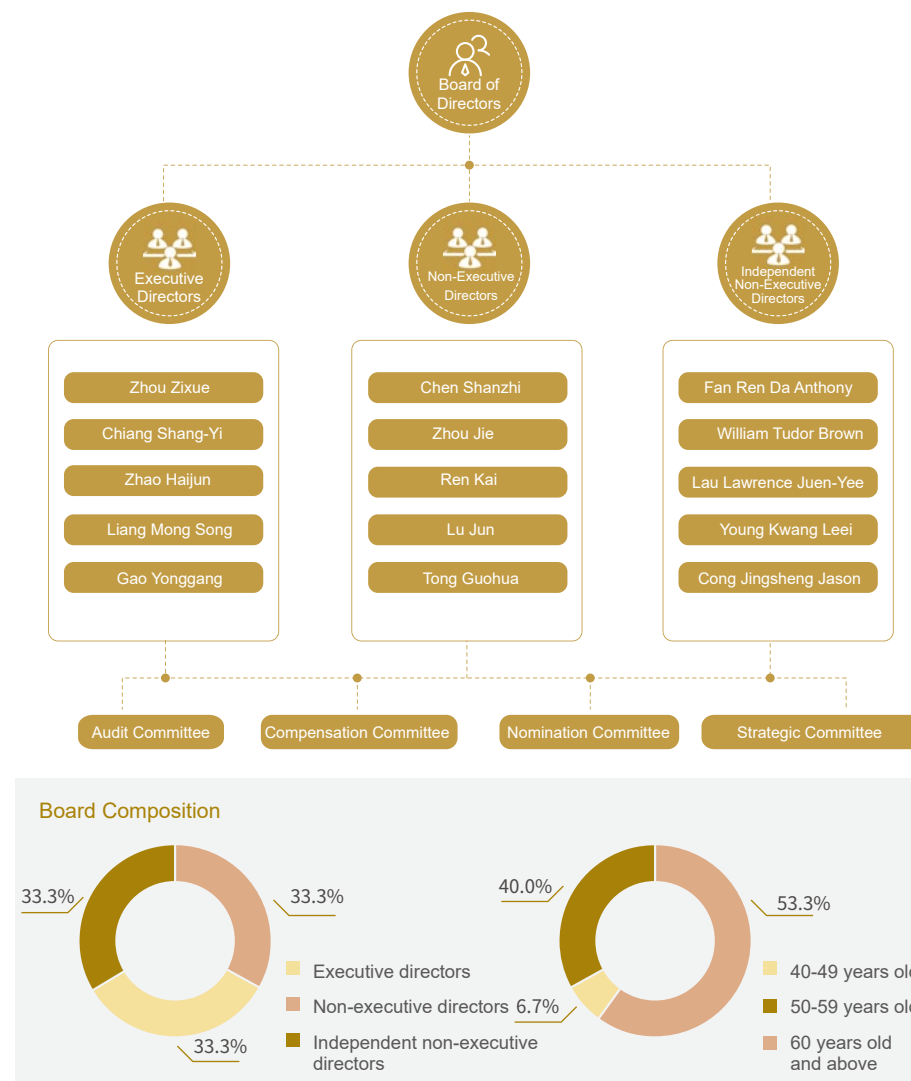 Board of
Directors
Executive
Directors
Non-Executive
Directors
Independent
Non-Executive
Directors
Zhou Zixue
Chiang Shang-Yi
Zhao Haijun
Liang Mong Song
Gao Yonggang
Chen Shanzhi
Zhou Jie
Ren Kai
Lu Jun
Tong Guohua
Fan Ren Da Anthony
William Tudor Brown
Lau Lawrence Juen-Yee
Young Kwang Leei
Cong Jingsheng Jason
Audit Committee
Compensation Committee
Nomination Committee
Strategic Committee
Board Composition
33.3%
33.3%
33.3%
Executive directors
Non-executive directors
Independent non-executive
directors
40.0%
53.3%
6.7%
40-49 years old
50-59 years old
60 years old
and above